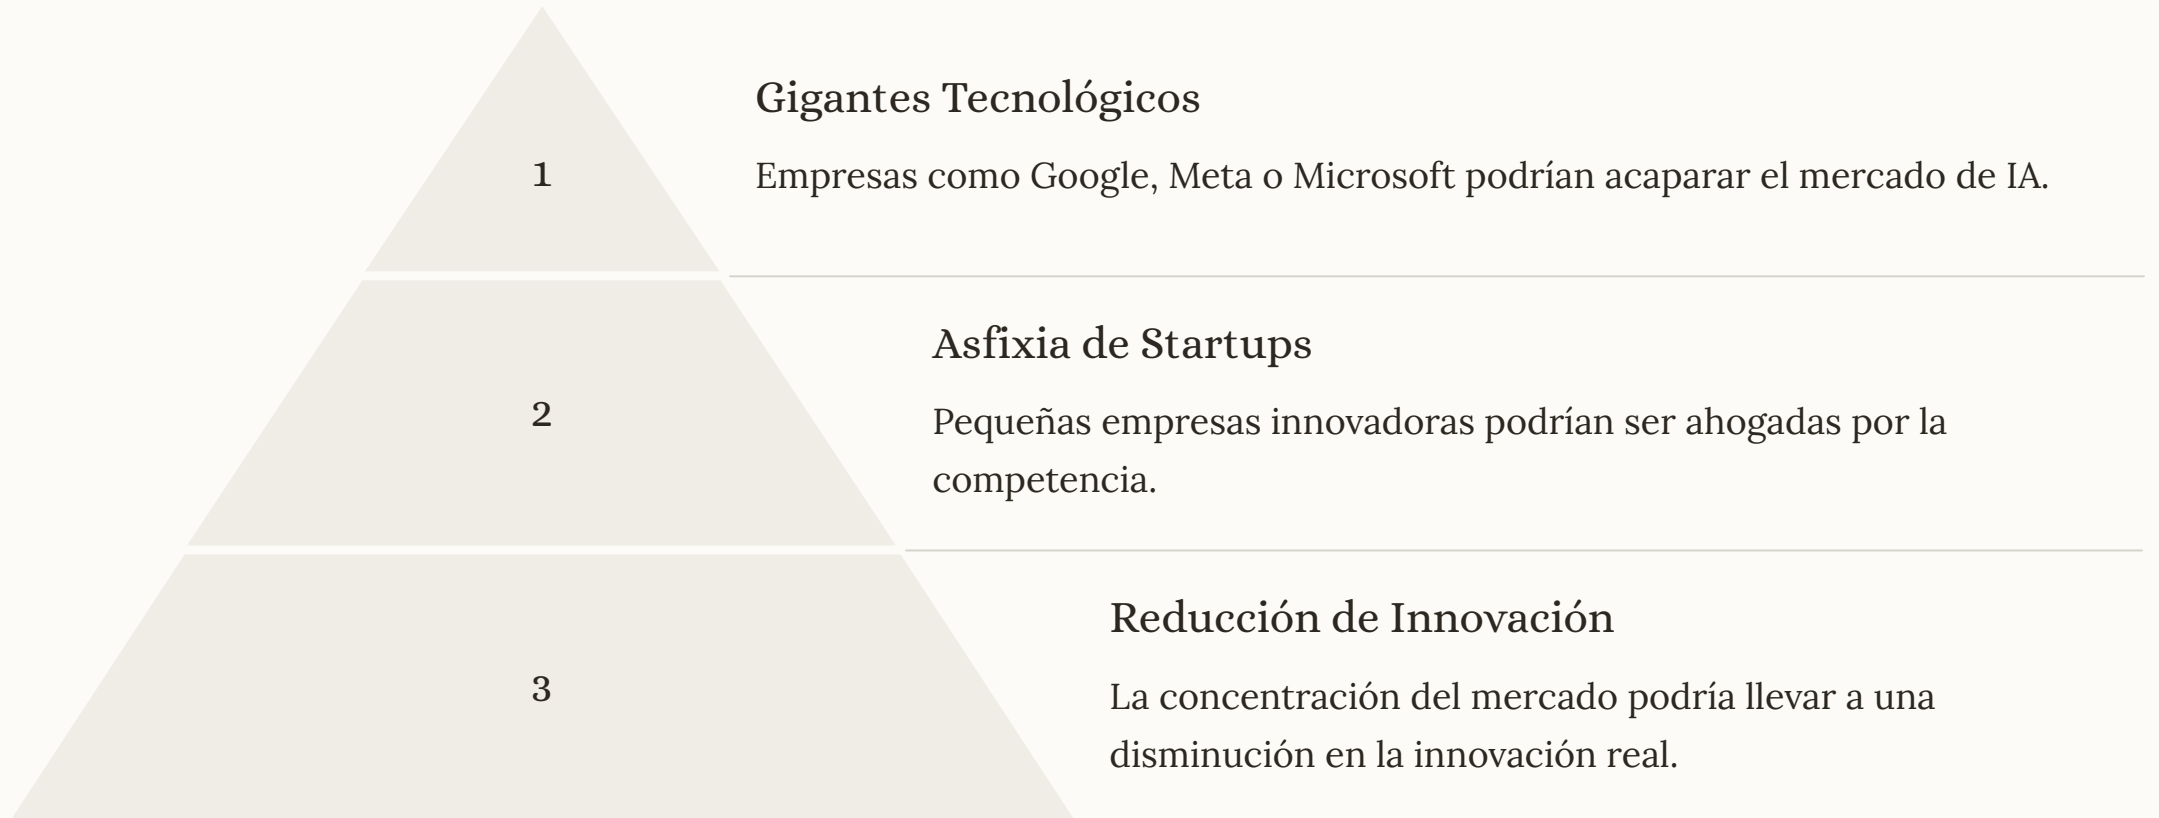 Gigantes Tecnológicos
1
Empresas como Google, Meta o Microsoft podrían acaparar el mercado de IA.
Asfixia de Startups
2
Pequeñas empresas innovadoras podrían ser ahogadas por la
competencia.
Reducción de Innovación
3
La concentración del mercado podría llevar a una
disminución en la innovación real.